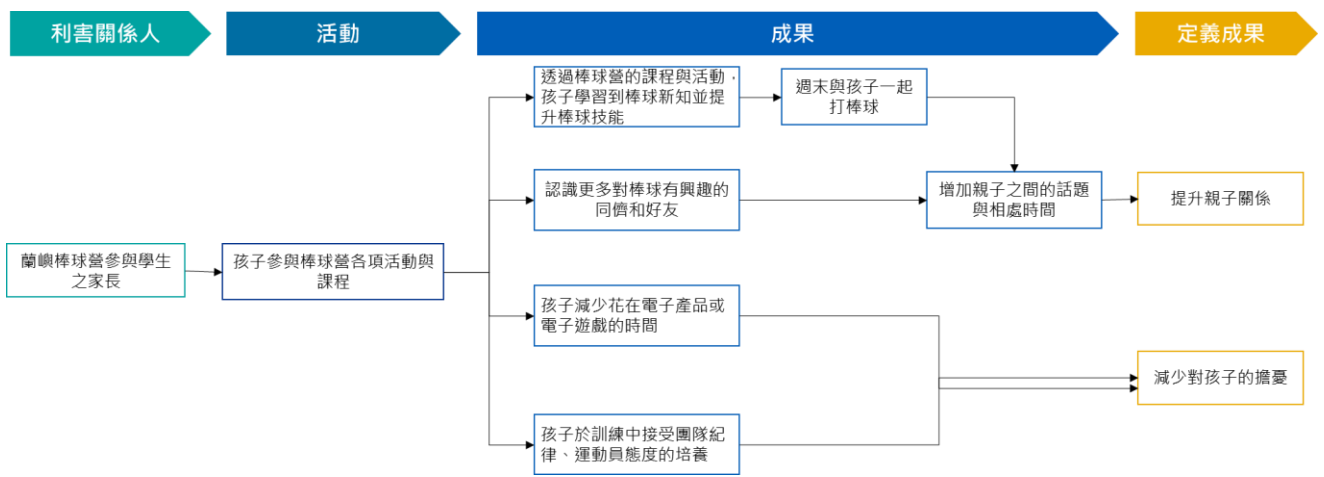 利害關係人
活動
成果
定義成果
透過棒球營的課程與活動，
孩子學習到棒球新知並提
升棒球技能
週末與孩子一起
打棒球
認識更多對棒球有興趣的
同儕和好友
增加親子之間的話題
與相處時間
提升親子關係
蘭嶼棒球營參與學生
之家長
孩子參與棒球營各項活動與
課程
孩子減少花在電子產品或
電子遊戲的時間
減少對孩子的擔憂
孩子於訓練中接受團隊紀
律、運動員態度的培養